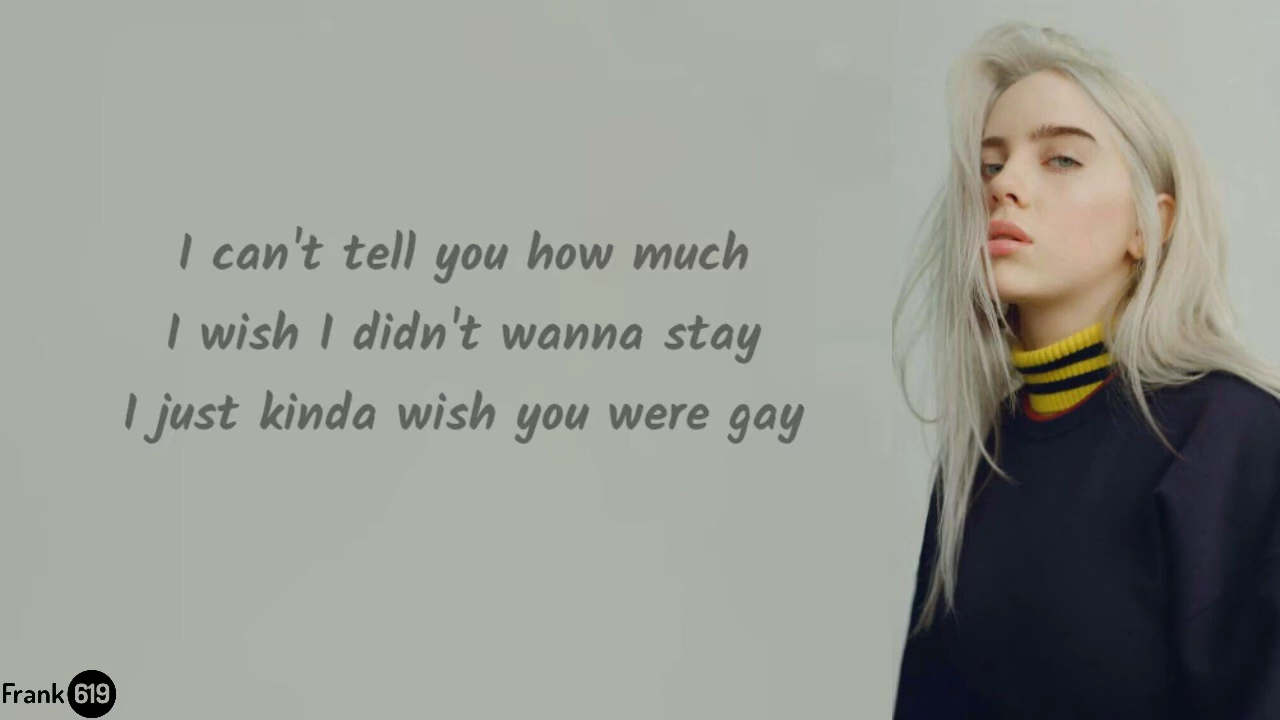 I can't tell you how much
I wish I didn't wanna stay
I just kinda wish you were gay
Frank 619